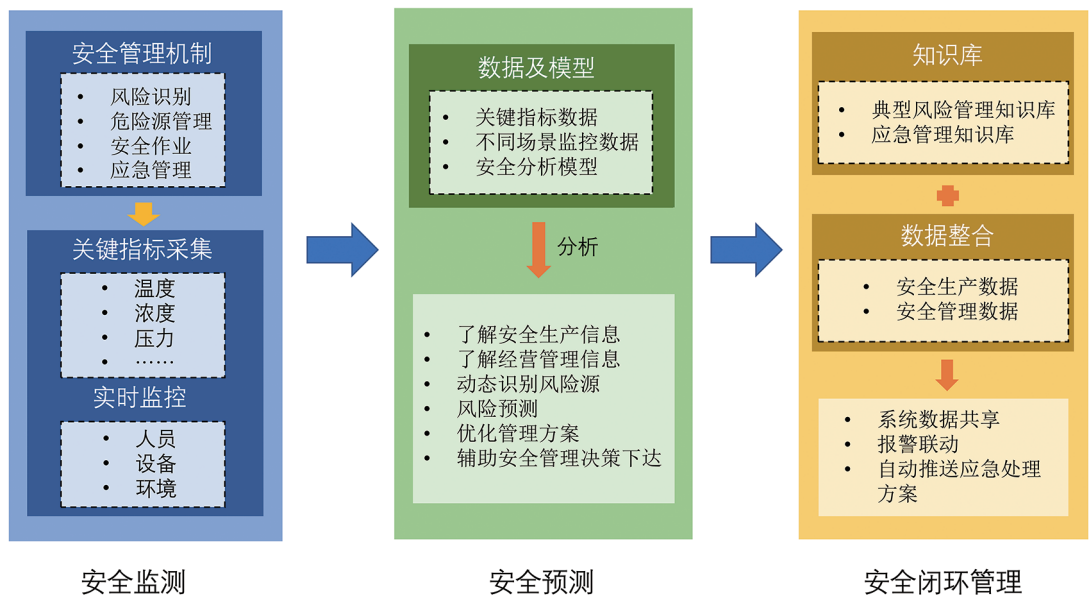 安全管理机制
• 风险识别
• 危险源管理
• 安全作业
• 应急管理
关键指标采集
• 温度
• 浓度
• 压力
• ……
实时监控
• 人员
• 设备
• 环境
安全监测
数据及模型
• 关键指标数据
• 不同场景监控数据
• 安全分析模型
分析
• 了解安全生产信息
• 了解经营管理信息
• 动态识别风险源
• 风险预测
• 优化管理方案
• 辅助安全管理决策下达
安全预测
知识库
• 典型风险管理知识库
• 应急管理知识库
数据整合
• 安全生产数据
• 安全管理数据
• 系统数据共享
• 报警联动
• 自动推送应急处理
方案
安全闭环管理